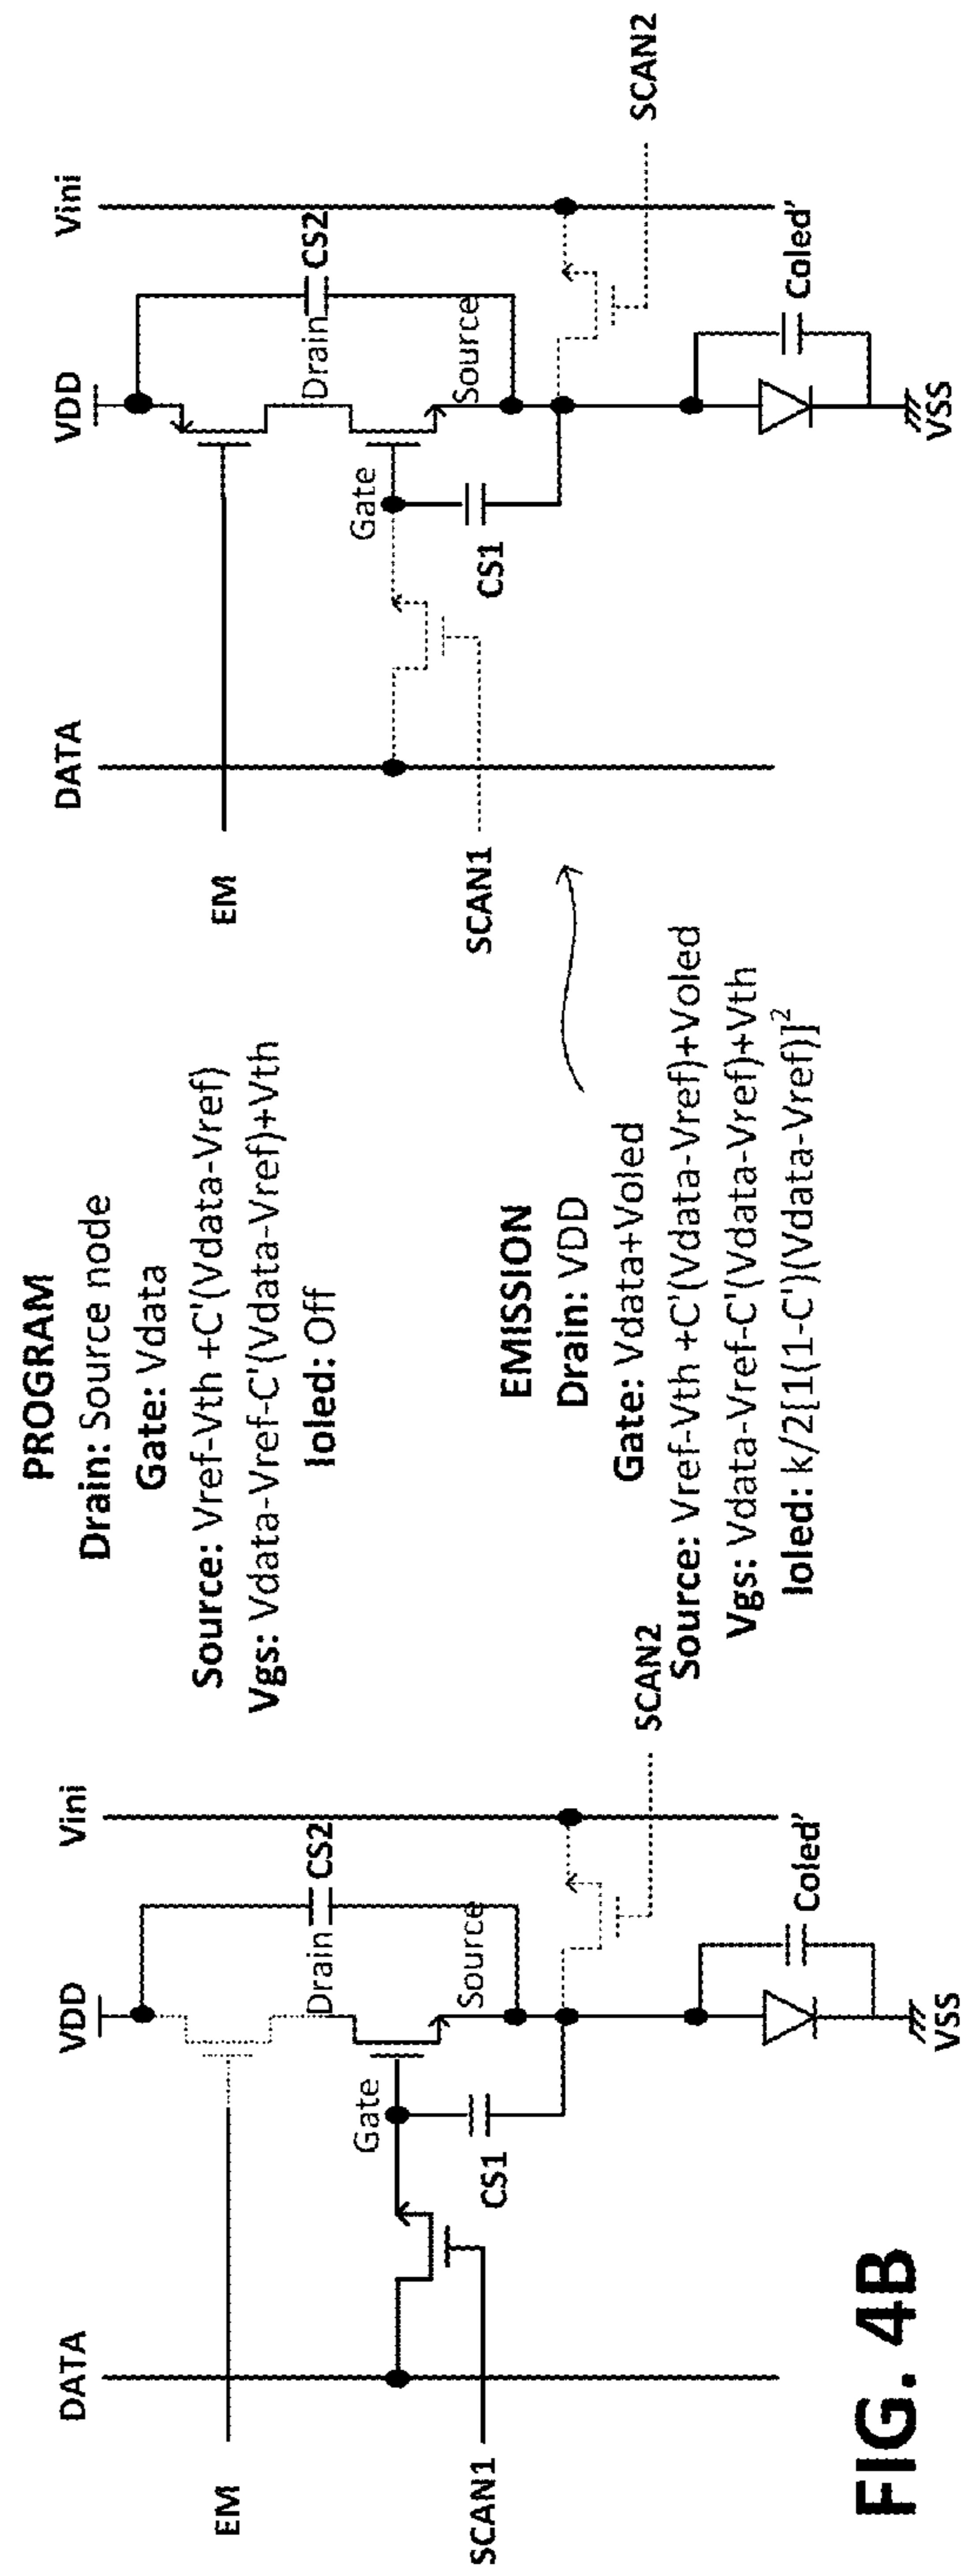 DATA
VDD
Vini
EM
CS2
Drain
Gate
Source
CS1
SCAN1
SCAN2
Coled'
VSS
PROGRAM
Drain: Source node
Gate: Vdata
Source: Vref-Vth +C'(Vdata-Vref)
Vgs: Vdata-Vref-C'(Vdata-Vref)+Vth
Ioled: Off
EMISSION
Drain: VDD
Gate: Vdata+Voled
Source: Vref-Vth +C'(Vdata-Vref)+Voled
Vgs: Vdata-Vref-C'(Vdata-Vref)+Vth
Ioled: k/2[1(1-C')(Vdata-Vref)]²
DATA
VDD
Vini
EM
CS2
Drain
Gate
Source
CS1
SCAN1
SCAN2
Coled'
VSS
FIG. 4B